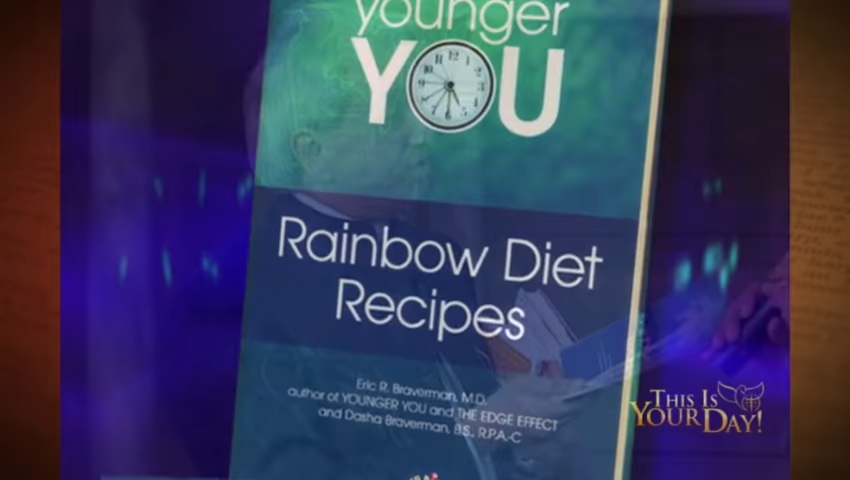 younger
YOU
Rainbow Diet
Recipes
Eric R. Braverman, M.D.
author of YOUNGER YOU and THE EDGE EFFECT
and Dasha Braverman, B.S., R.P.A.-C
THIS IS
YOUR DAY!